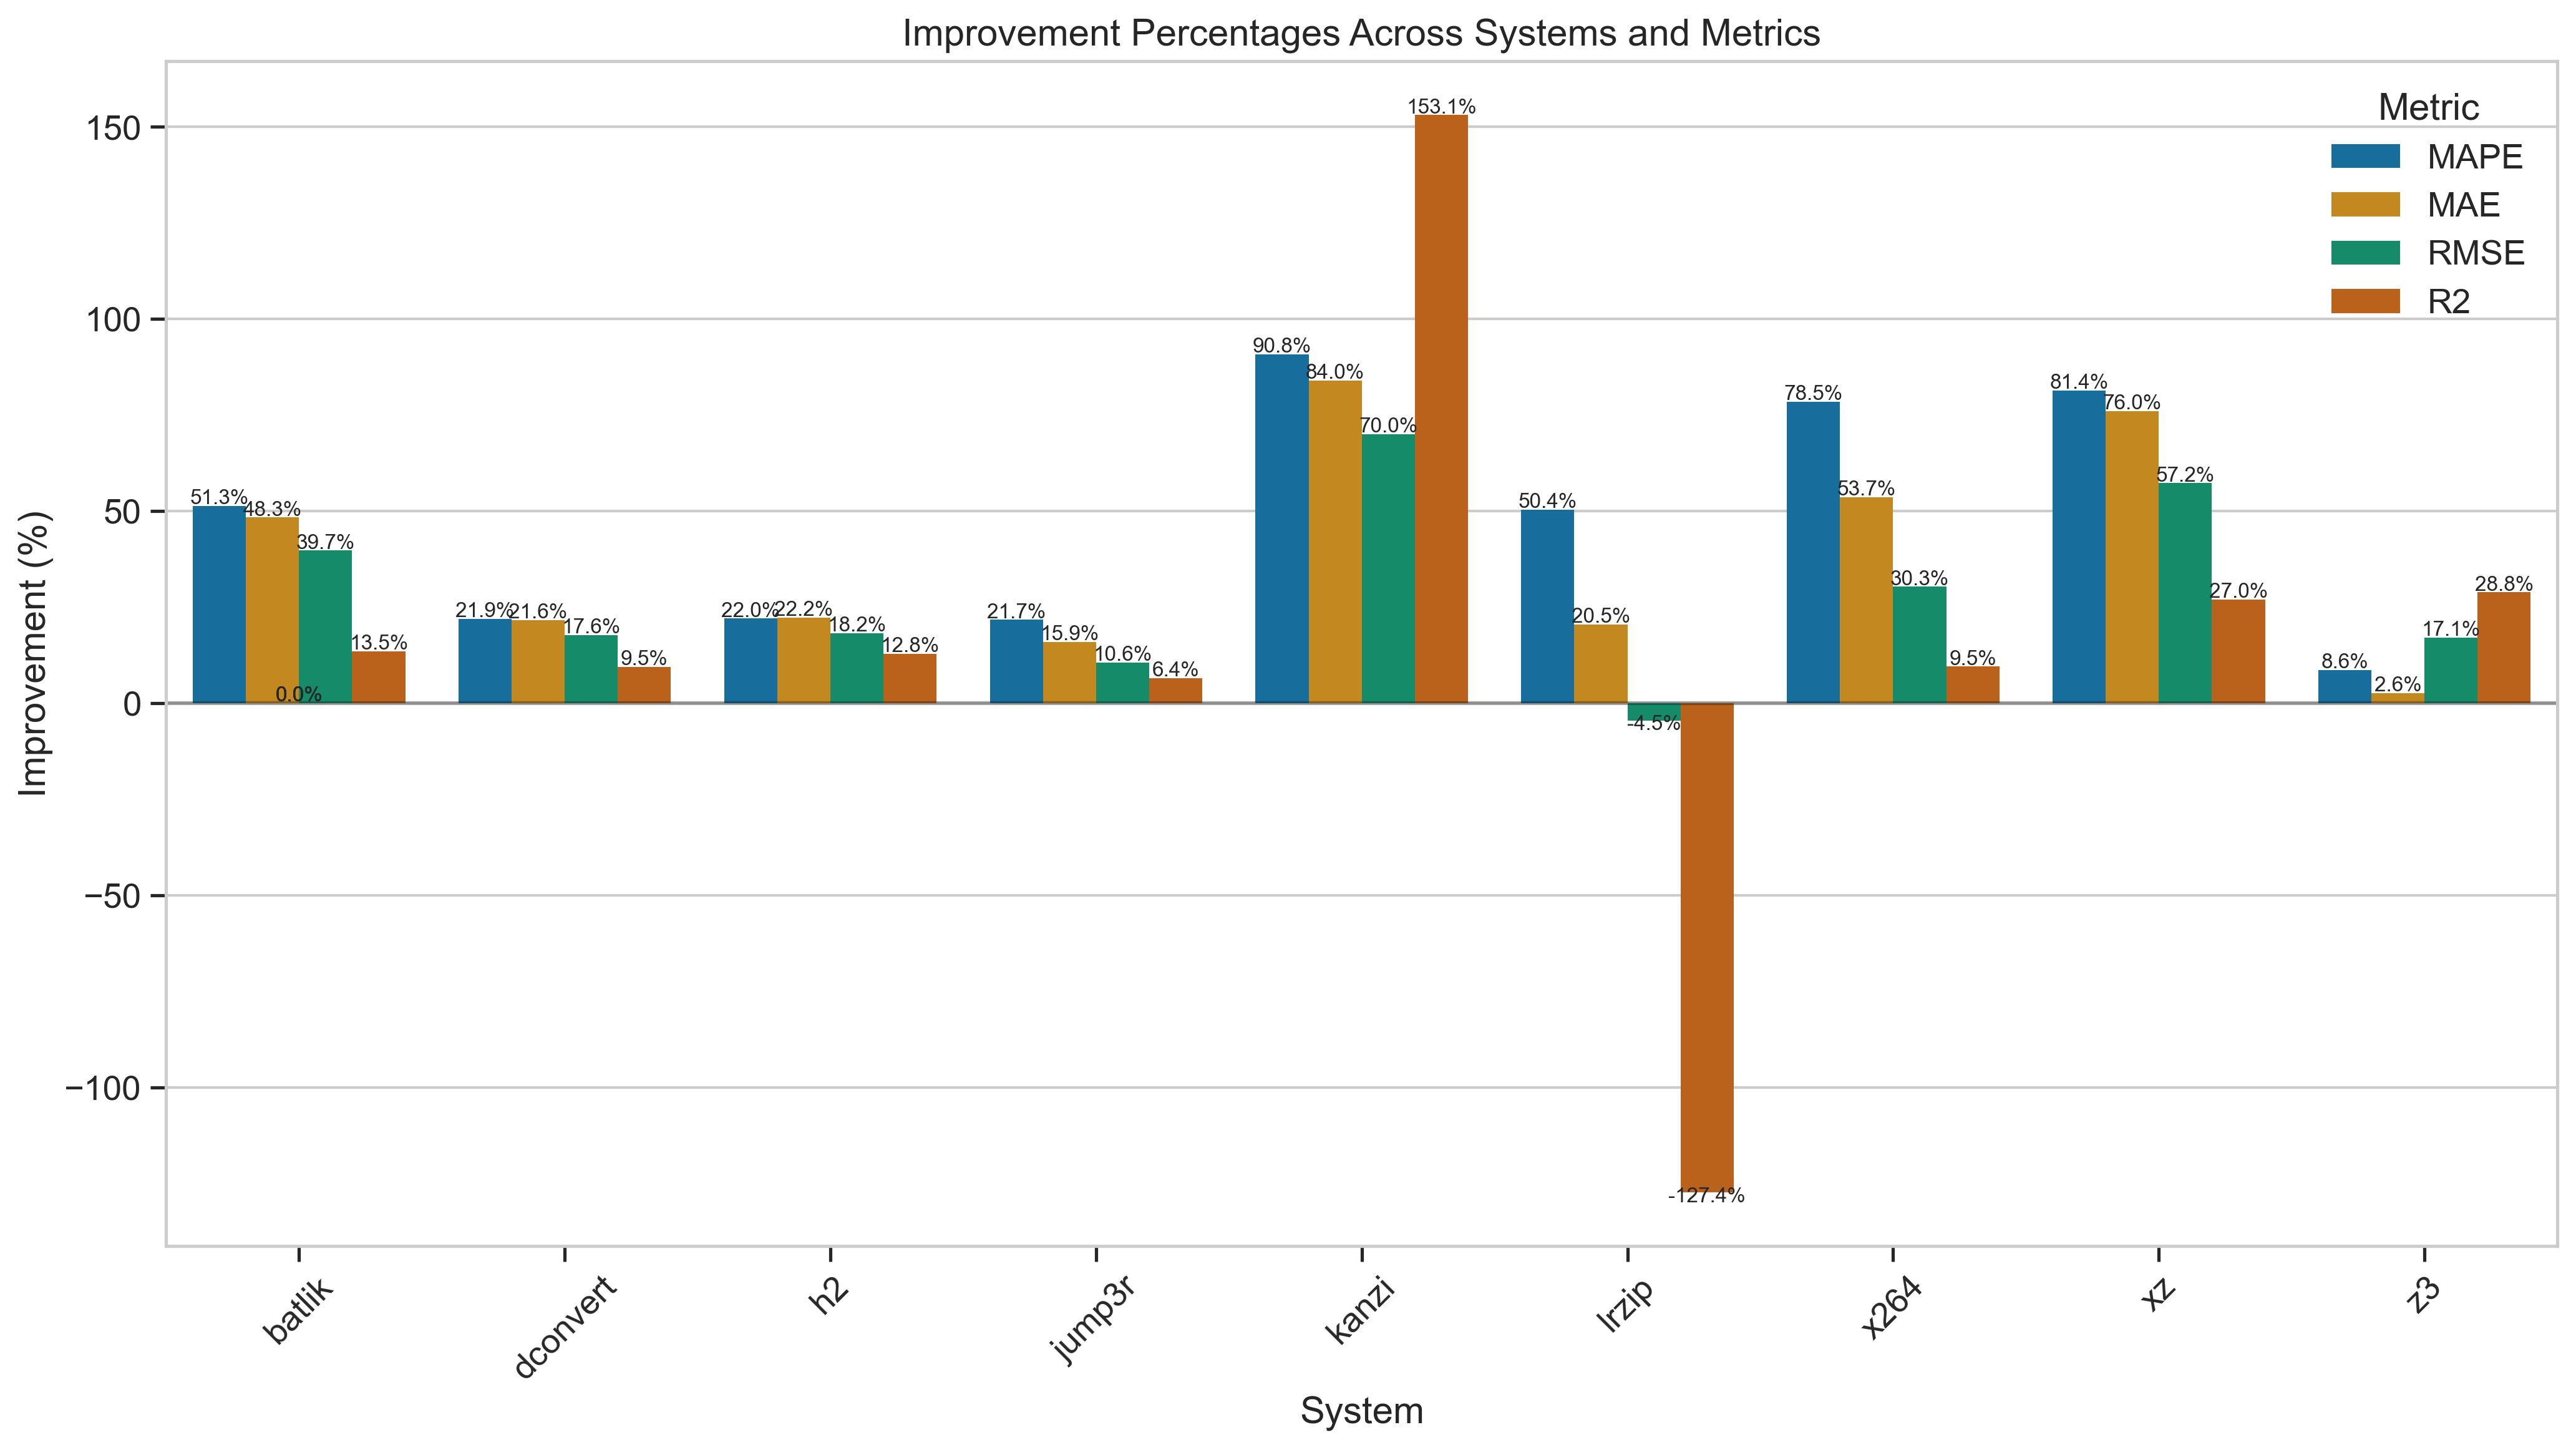 Improvement Percentages Across Systems and Metrics
Improvement (%)
150
100
50
0
−50
−100
Metric
MAPE
MAE
RMSE
R2
51.3%
48.3%
39.7%
13.5%
0.0%
21.9%
21.6%
17.6%
9.5%
22.0%
22.2%
18.2%
12.8%
21.7%
15.9%
10.6%
6.4%
90.8%
84.0%
70.0%
153.1%
50.4%
20.5%
-4.5%
-127.4%
78.5%
53.7%
30.3%
9.5%
81.4%
76.0%
57.2%
27.0%
8.6%
2.6%
17.1%
28.8%
batlik
dconvert
h2
jump3r
kanzi
lrzip
x264
xz
z3
System